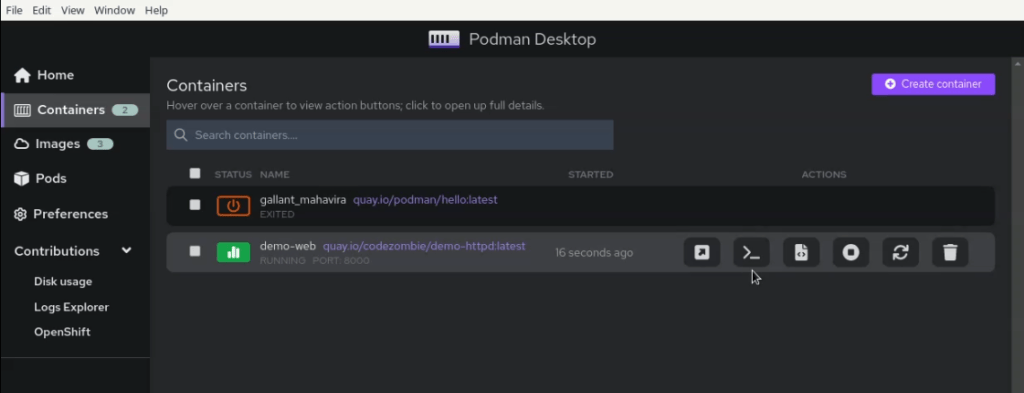 File Edit View Window Help
Podman Desktop
Home
Containers 2
Images 3
Pods
Preferences
Contributions
Disk usage
Logs Explorer
OpenShift
Containers
Hover over a container to view action buttons; click to open up full details.
Create container
Search containers....
STATUS NAME STARTED ACTIONS
gallant_mahavira quay.io/podman/hello:latest
EXITED
demo-web quay.io/codezombie/demo-httpd:latest 16 seconds ago
RUNNING PORT: 8000